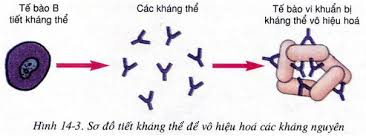 Tế bào B
tiết kháng thể
Các kháng thể
Tế bào vi khuẩn bị
kháng thể vô hiệu hoá
Hình 14-3. Sơ đồ tiết kháng thể để vô hiệu hoá các kháng nguyên